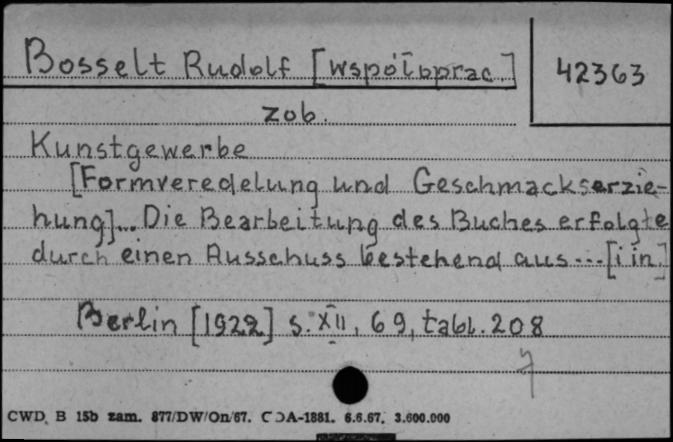 Bosselt Rudolf [współpprac.] 42363
zob.
Kunstgewerbe
[Formveredelung und Geschmackserzie-
hung]... Die Bearbeitung des Buches erfolgte
durch einen Ausschuss bestehend aus...[i in.]
Berlin [1922] s. XII, 69, tabl. 208
CWD, B 15b zam. 877/DW/On/67. CDA-1881. 6.6.67. 3.600.000